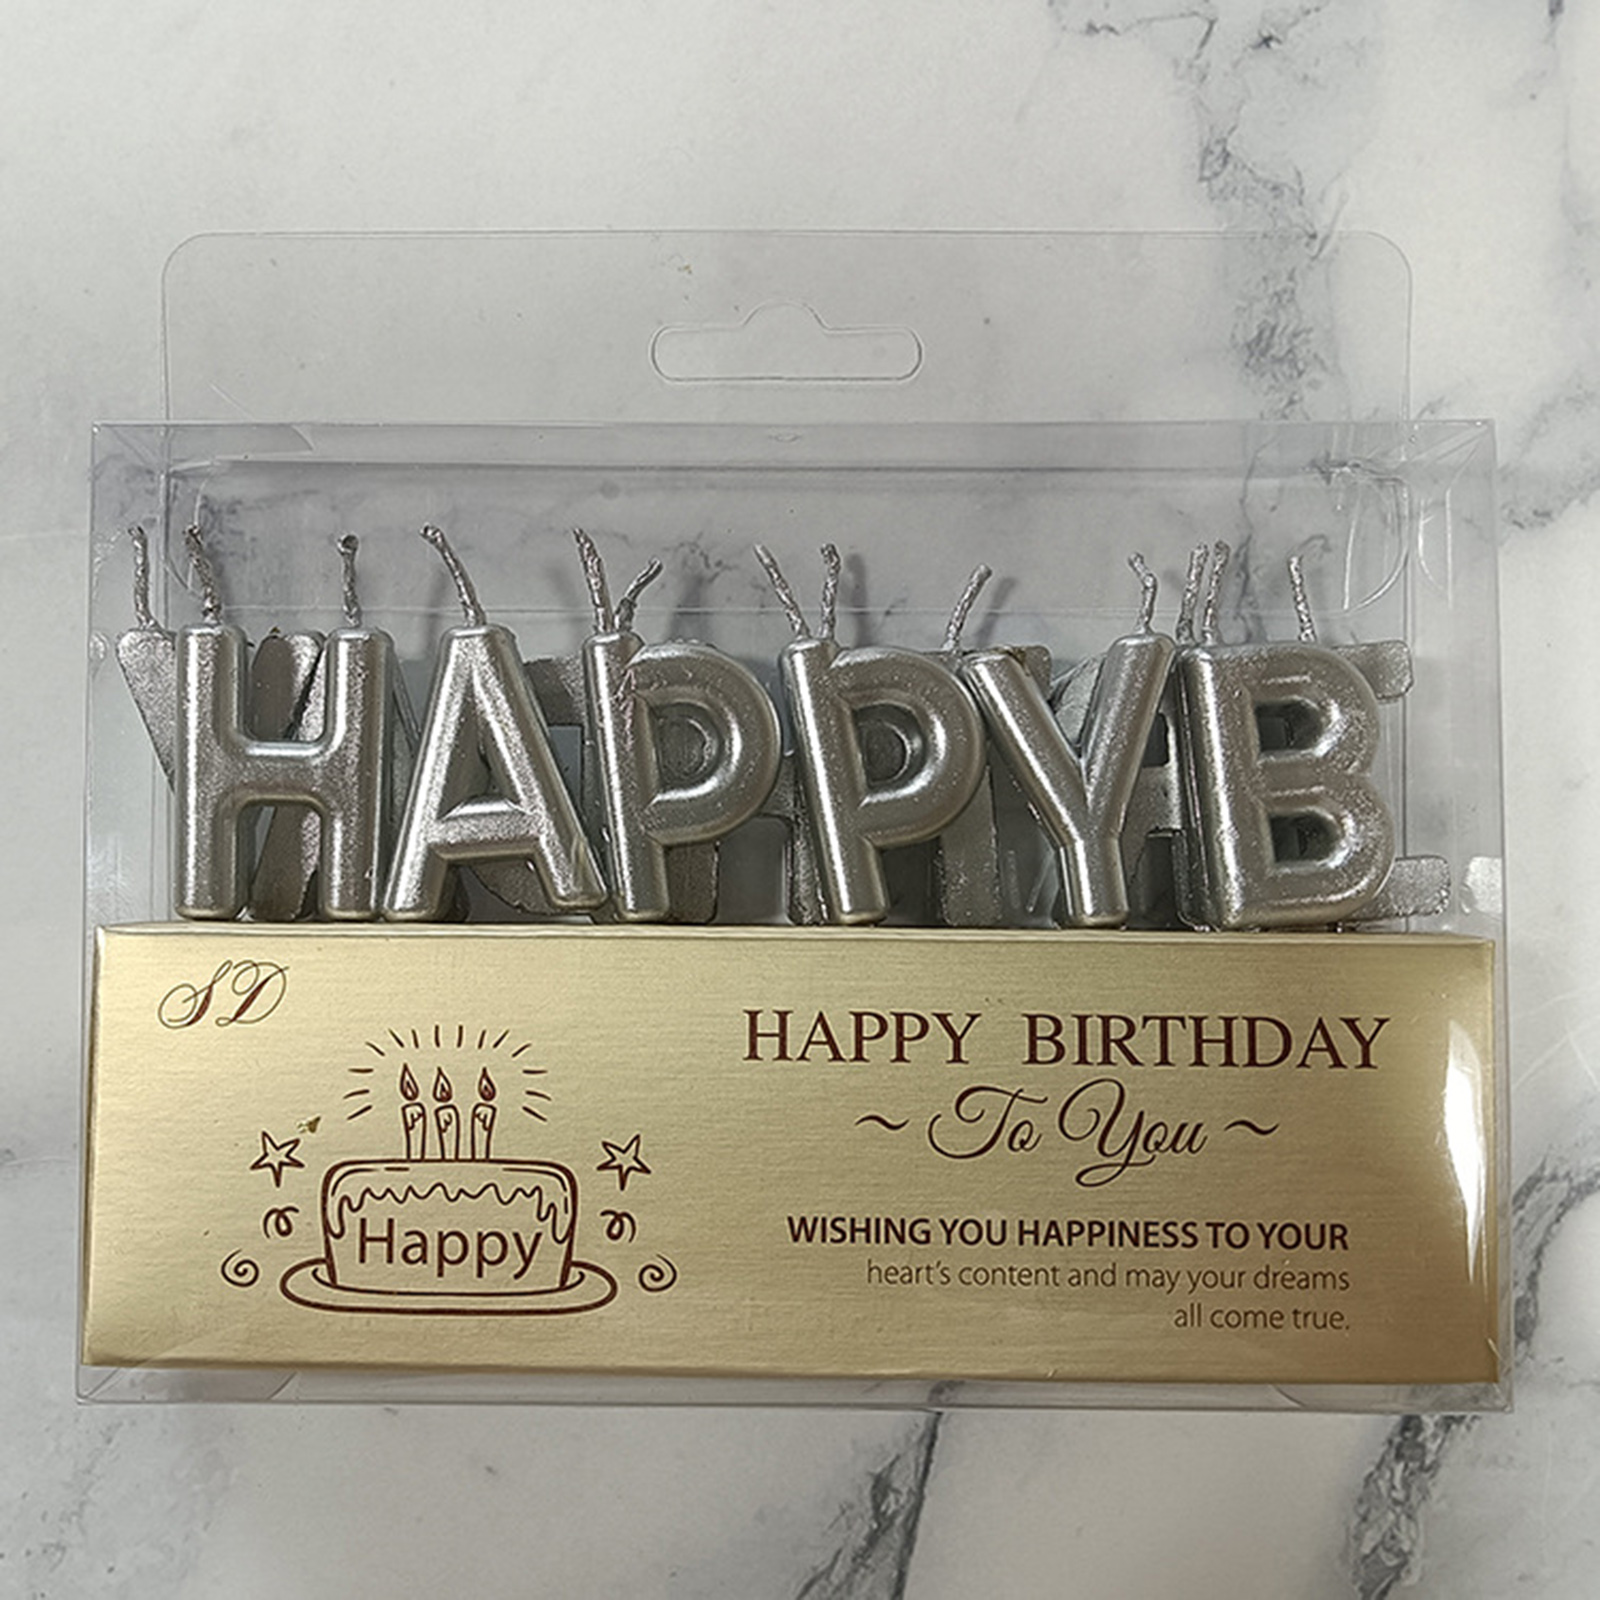 HAPPYB
SD
HAPPY BIRTHDAY
~ To You ~
Happy
WISHING YOU HAPPINESS TO YOUR
heart's content and may your dreams
all come true.